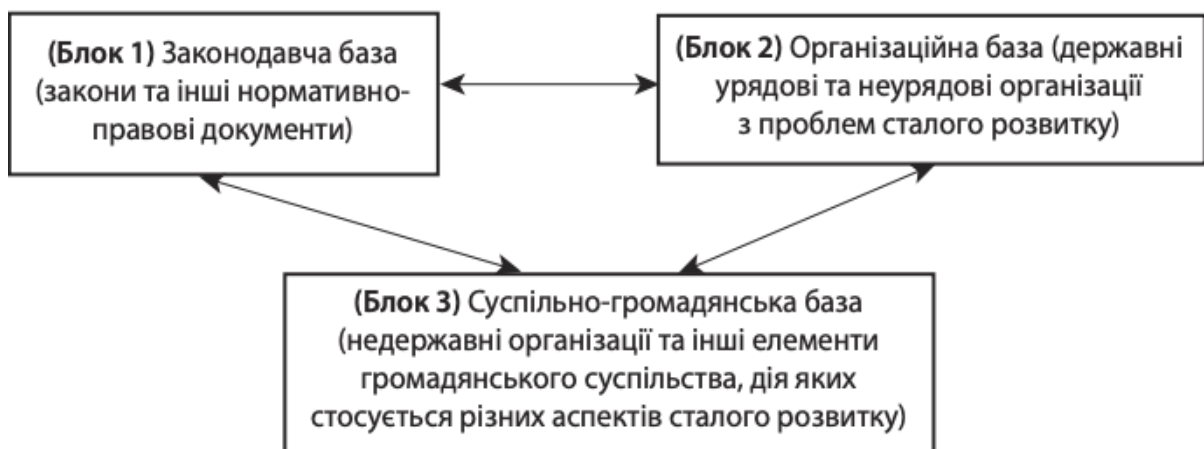 (Блок 1) Законодавча база
(закони та інші нормативно-
правові документи)
(Блок 2) Організаційна база (державні
урядові та неурядові організації
з проблем сталого розвитку)
(Блок 3) Суспільно-громадянська база
(недержавні організації та інші елементи
громадянського суспільства, дія яких
стосується різних аспектів сталого розвитку)